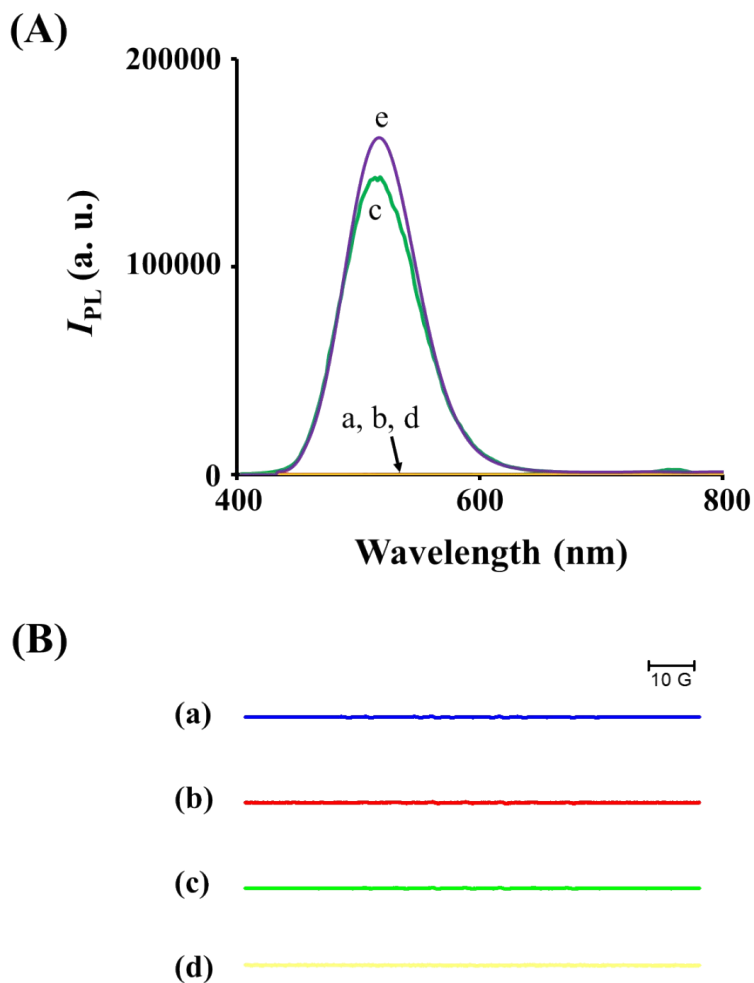 (A)
200000
e
c
100000
I_PL (a. u.)
a, b, d
0
400
600
800
Wavelength (nm)
(B)
10 G
(a)
(b)
(c)
(d)